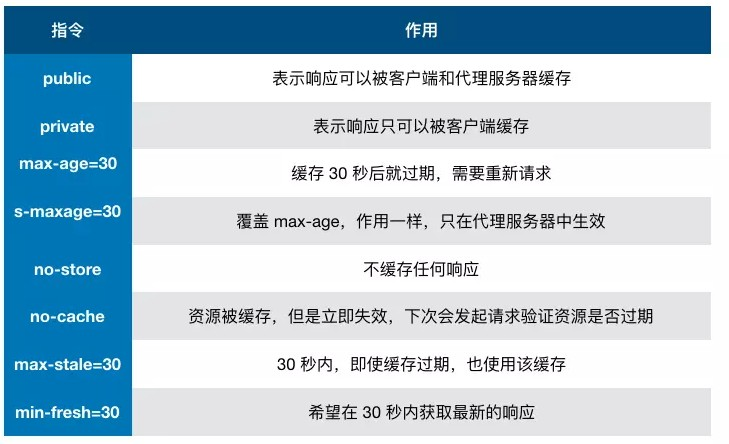 指令 作用
public 表示响应可以被客户端和代理服务器缓存
private 表示响应只可以被客户端缓存
max-age=30 缓存 30 秒后就过期，需要重新请求
s-maxage=30 覆盖 max-age，作用一样，只在代理服务器中生效
no-store 不缓存任何响应
no-cache 资源被缓存，但是立即失效，下次会发起请求验证资源是否过期
max-stale=30 30 秒内，即使缓存过期，也使用该缓存
min-fresh=30 希望在 30 秒内获取最新的响应